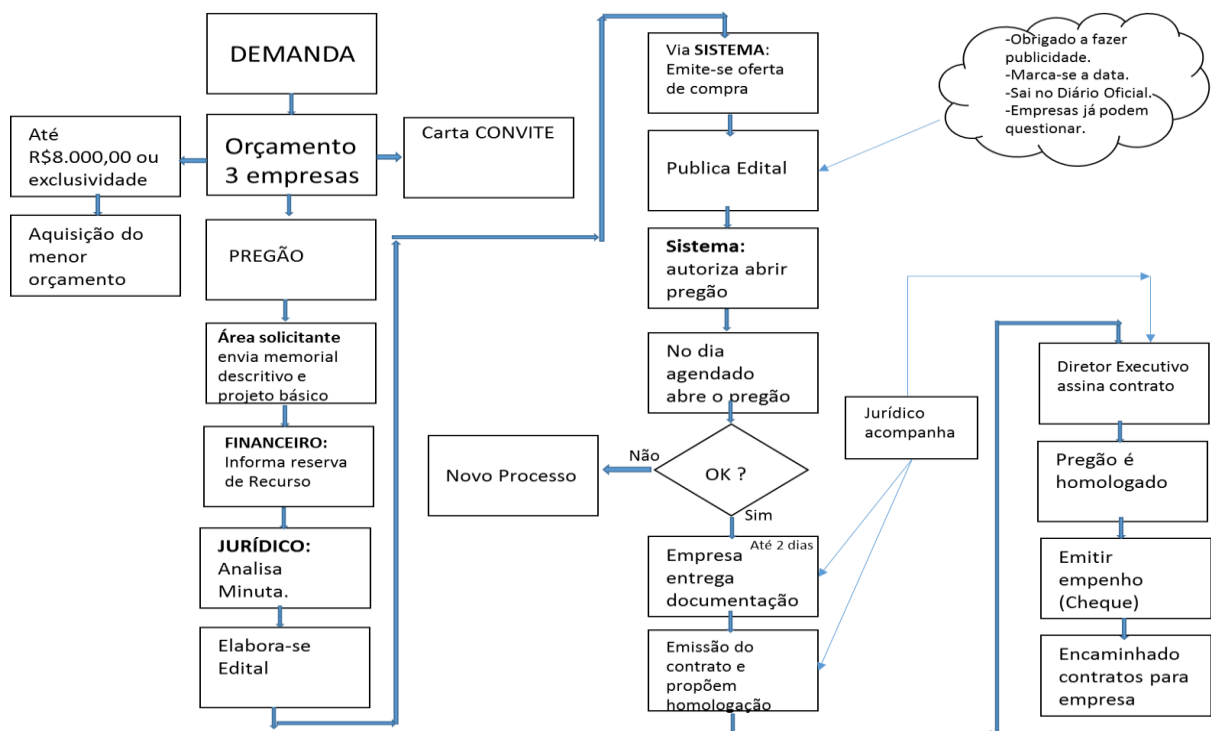 DEMANDA
Até
R$8.000,00 ou
exclusividade
Orçamento
3 empresas
Carta CONVITE
Aquisição do
menor
orçamento
PREGÃO
Área solicitante
envia memorial
descritivo e
projeto básico
FINANCEIRO:
Informa reserva
de Recurso
JURÍDICO:
Analisa
Minuta.
Elabora-se
Edital
Via SISTEMA:
Emite-se oferta
de compra
-Obrigado a fazer
publicidade.
-Marca-se a data.
-Sai no Diário Oficial.
-Empresas já podem
questionar.
Publica Edital
Sistema:
autoriza abrir
pregão
No dia
agendado
abre o pregão
OK ?
Não
Novo Processo
Sim
Até 2 dias
Empresa
entrega
documentação
Emissão do
contrato e
propõem
homologação
Jurídico
acompanha
Diretor Executivo
assina contrato
Pregão é
homologado
Emitir
empenho
(Cheque)
Encaminhado
contratos para
empresa